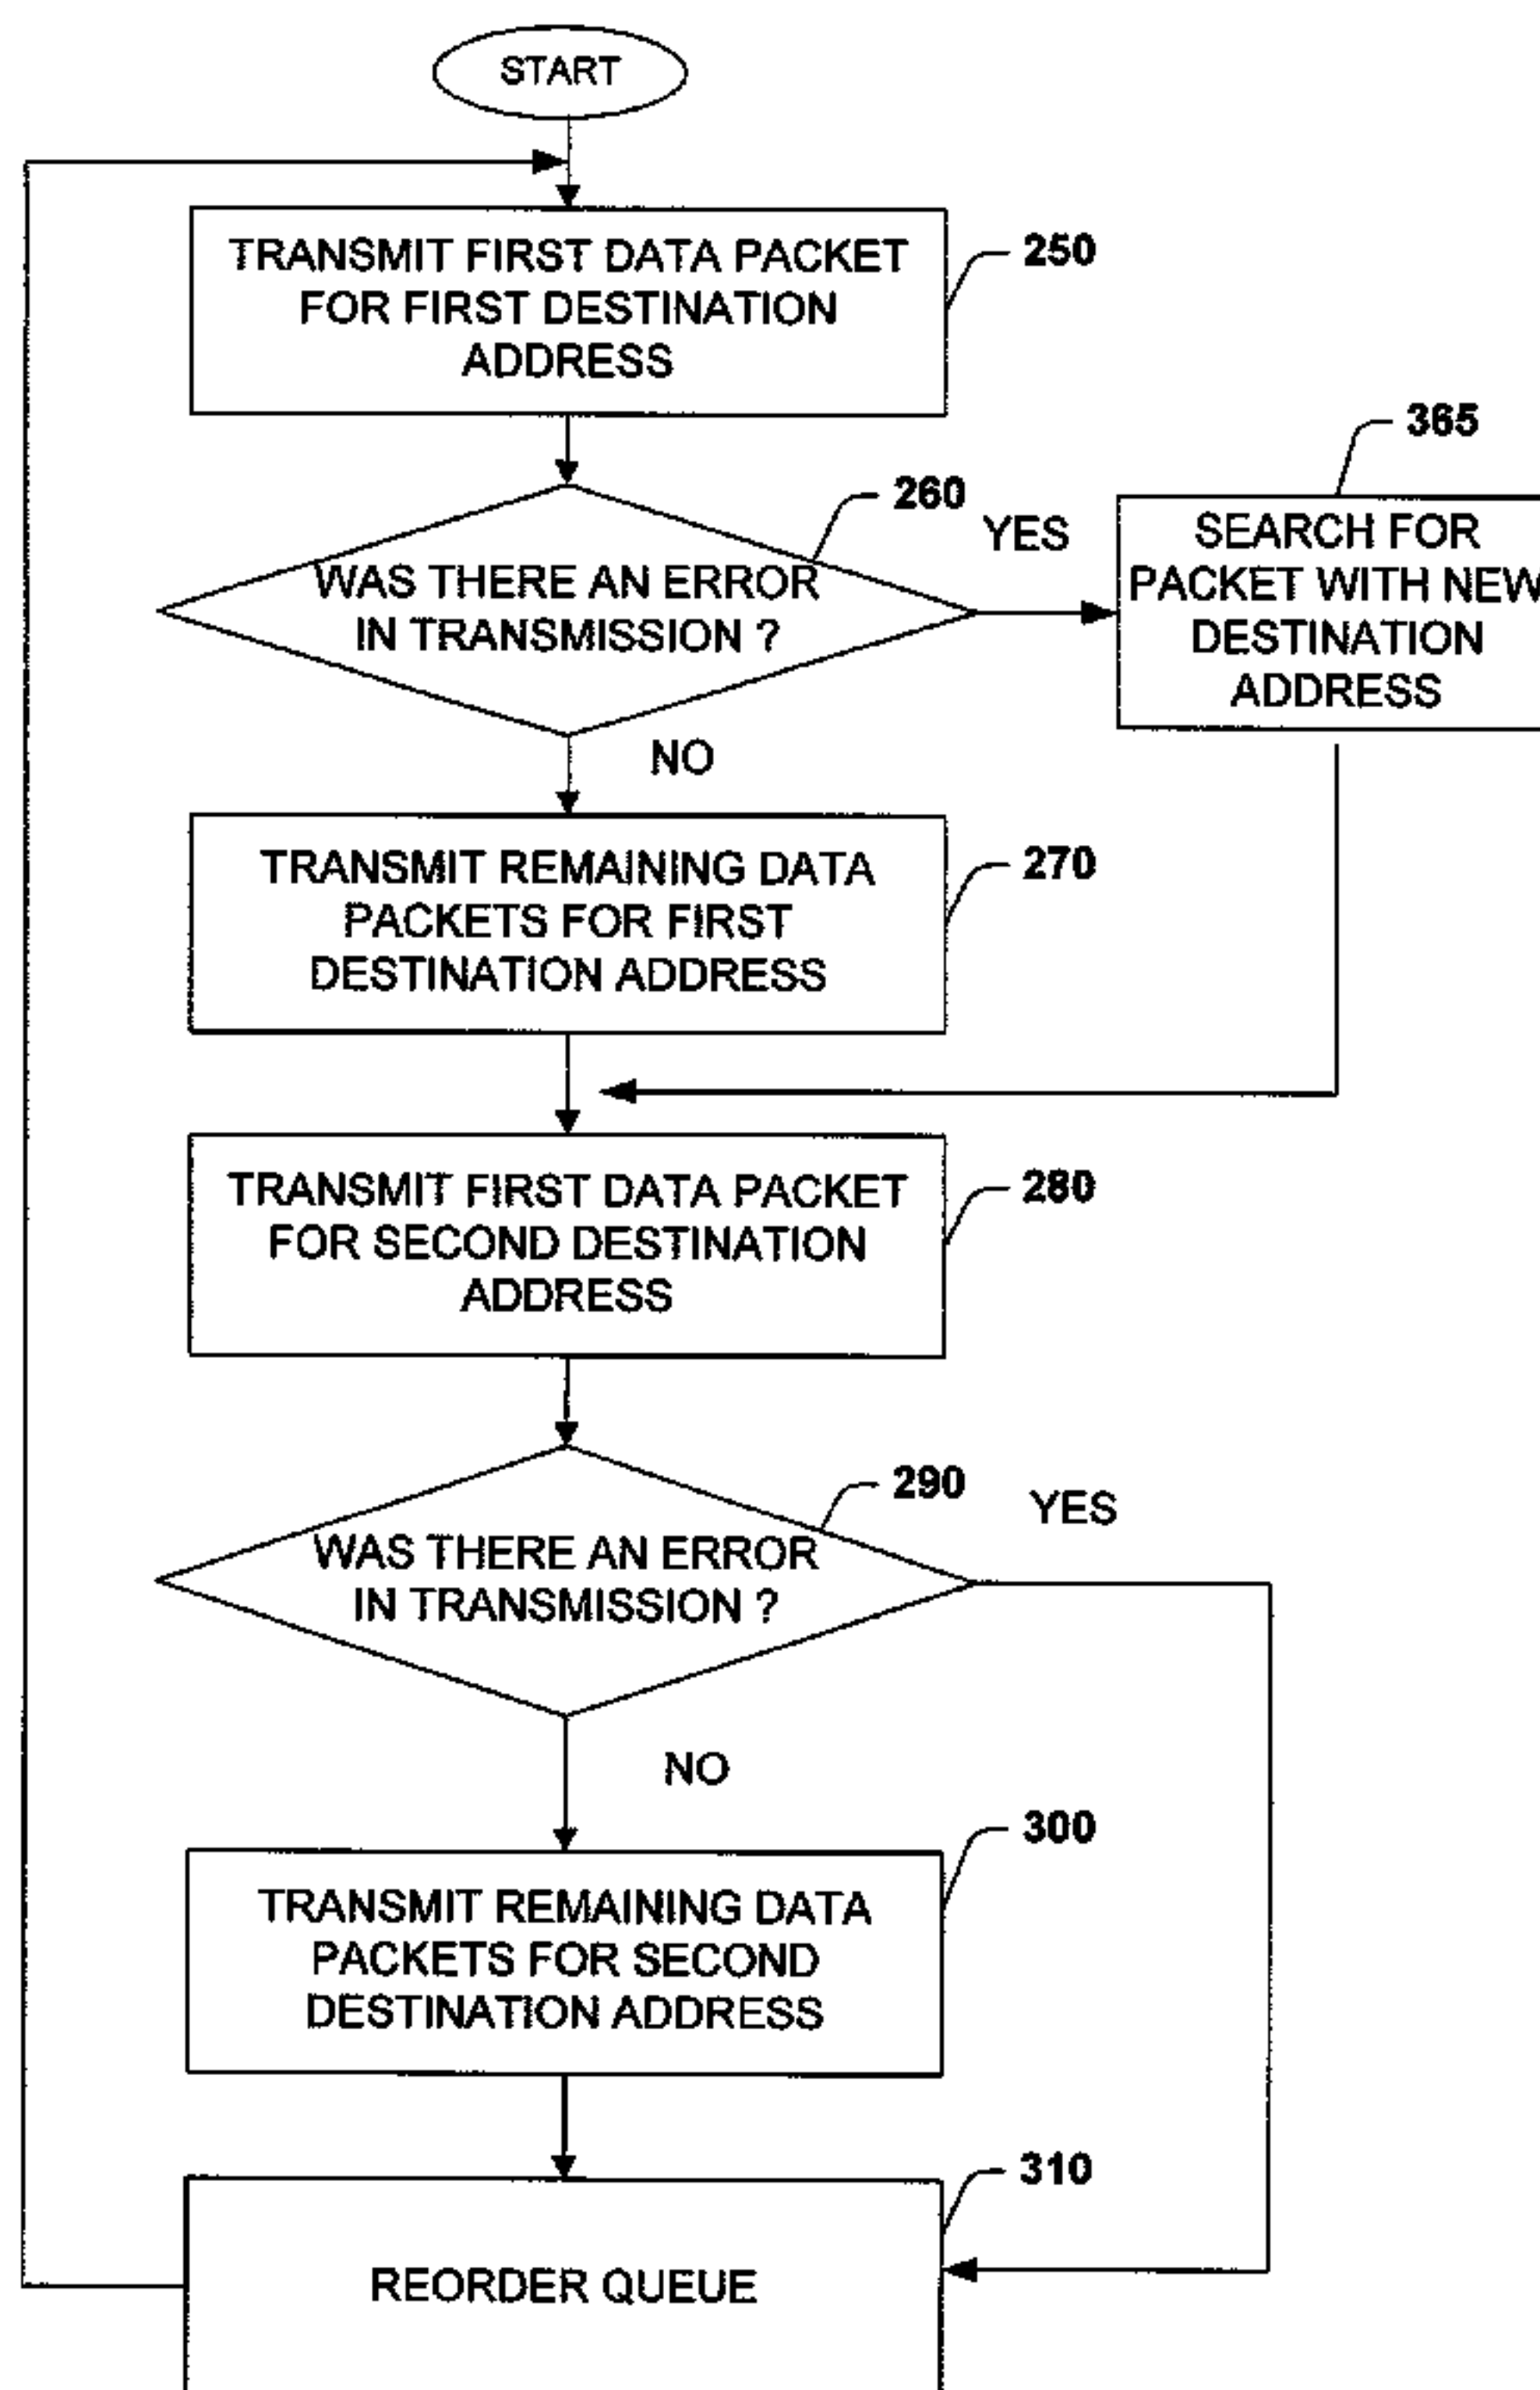 START
TRANSMIT FIRST DATA PACKET
FOR FIRST DESTINATION
ADDRESS
250
365
260
YES
SEARCH FOR
PACKET WITH NEW
DESTINATION
ADDRESS
WAS THERE AN ERROR
IN TRANSMISSION ?
NO
TRANSMIT REMAINING DATA
PACKETS FOR FIRST
DESTINATION ADDRESS
270
TRANSMIT FIRST DATA PACKET
FOR SECOND DESTINATION
ADDRESS
280
290
YES
WAS THERE AN ERROR
IN TRANSMISSION ?
NO
300
TRANSMIT REMAINING DATA
PACKETS FOR SECOND
DESTINATION ADDRESS
310
REORDER QUEUE